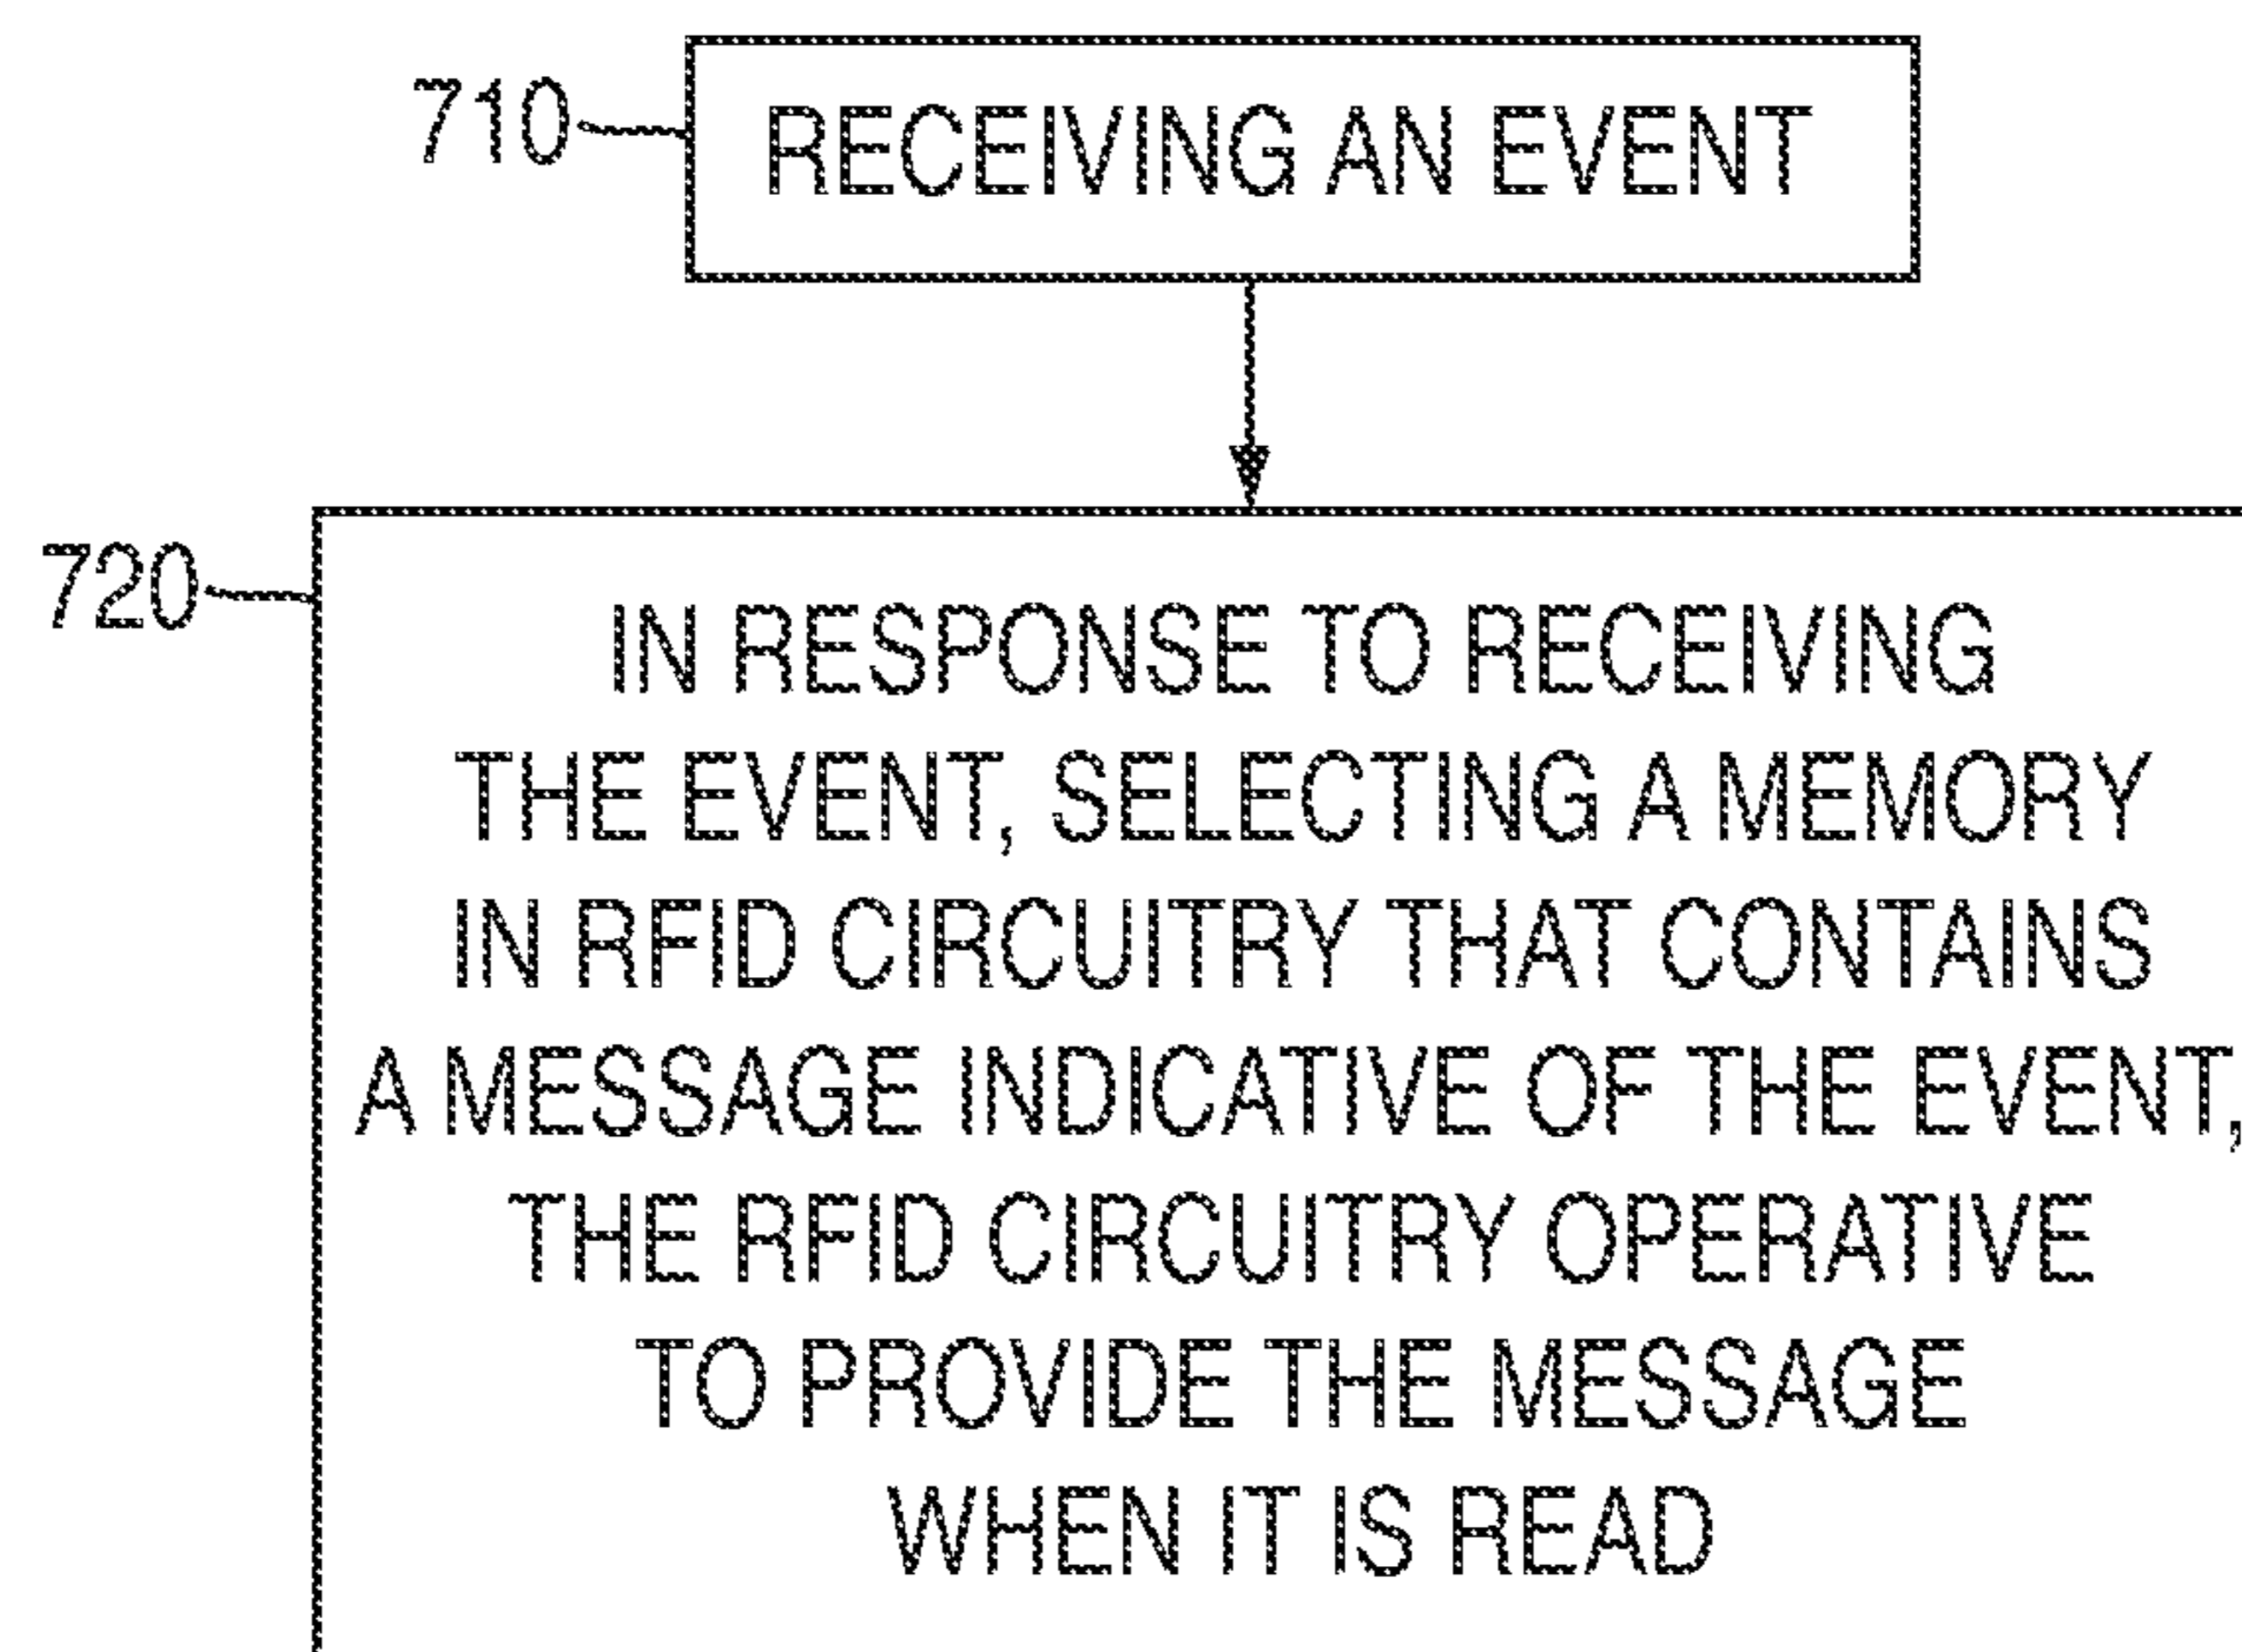 710
RECEIVING AN EVENT
720
IN RESPONSE TO RECEIVING
THE EVENT, SELECTING A MEMORY
IN RFID CIRCUITRY THAT CONTAINS
A MESSAGE INDICATIVE OF THE EVENT,
THE RFID CIRCUITRY OPERATIVE
TO PROVIDE THE MESSAGE
WHEN IT IS READ